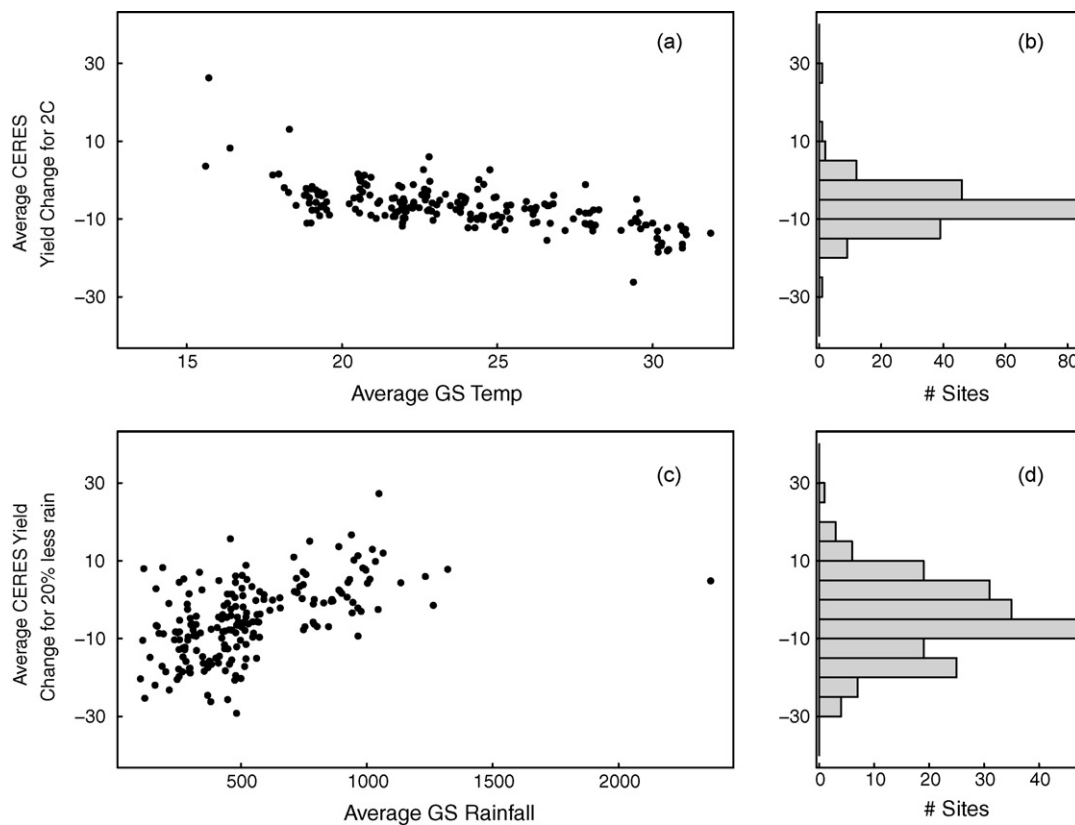 (a)
30
10
−10
−30
Average CERES
Yield Change for 2C
15 20 25 30
Average GS Temp
(b)
30
10
−10
−30
0 20 40 60 80
# Sites
(c)
30
10
−10
−30
Average CERES Yield
Change for 20% less rain
500 1000 1500 2000
Average GS Rainfall
(d)
30
10
−10
−30
0 10 20 30 40
# Sites